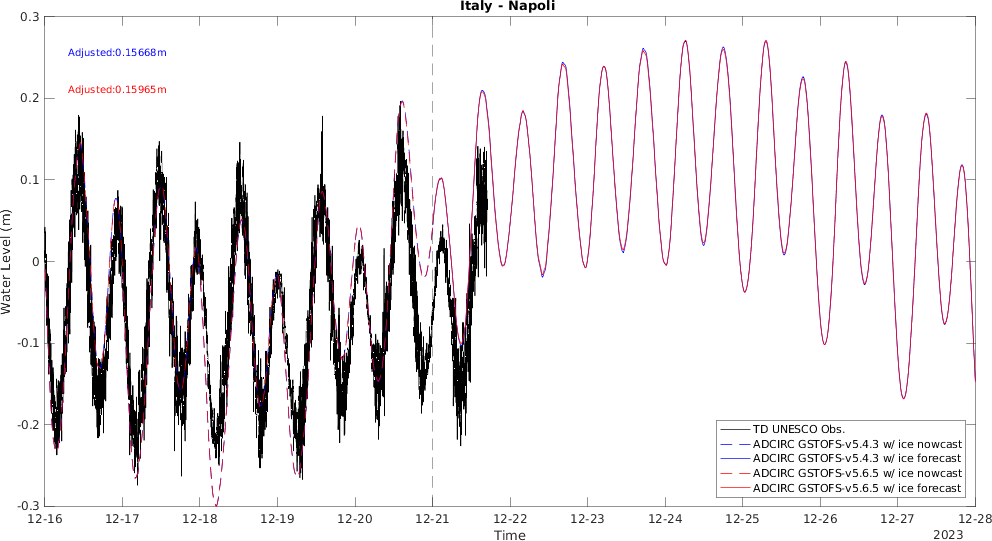 Italy - Napoli
0.3
Adjusted:0.15668m
Adjusted:0.15965m
0.2
0.1
0
-0.1
-0.2
-0.3
Water Level (m)
TD UNESCO Obs.
ADCIRC GSTOFS-v5.4.3 w/ ice nowcast
ADCIRC GSTOFS-v5.4.3 w/ ice forecast
ADCIRC GSTOFS-v5.6.5 w/ ice nowcast
ADCIRC GSTOFS-v5.6.5 w/ ice forecast
12-16 12-17 12-18 12-19 12-20 12-21 12-22 12-23 12-24 12-25 12-26 12-27 12-28
Time
2023